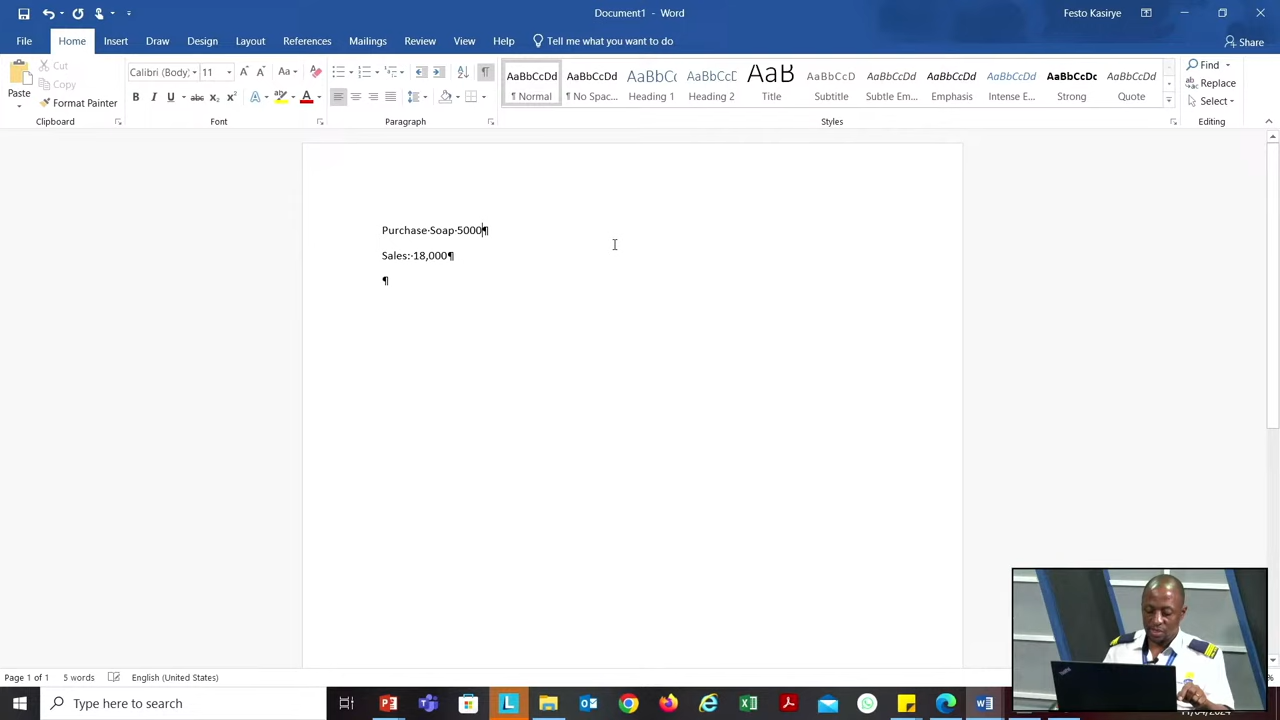 Document1 - Word
Festo Kasirye
File Home Insert Draw Design Layout References Mailings Review View Help Tell me what you want to do Share
Paste
Cut
Copy
Format Painter
Clipboard
Calibri (Body) 11
Font
Paragraph
AaBbCcDd AaBbCcDd AaBbCc AaBbCcC AaB AaBbCcD AaBbCcDd AaBbCcDd AaBbCcDd AaBbCcDc AaBbCcDd
¶ Normal ¶ No Spac... Heading 1 Heading 2 Title Subtitle Subtle Em... Emphasis Intense E... Strong Quote
Styles
Find
Replace
Select
Editing
Purchase·Soap·5000¶
Sales:·18,000¶
¶
Page 1 of 1 5 words English (United States)
Type here to search